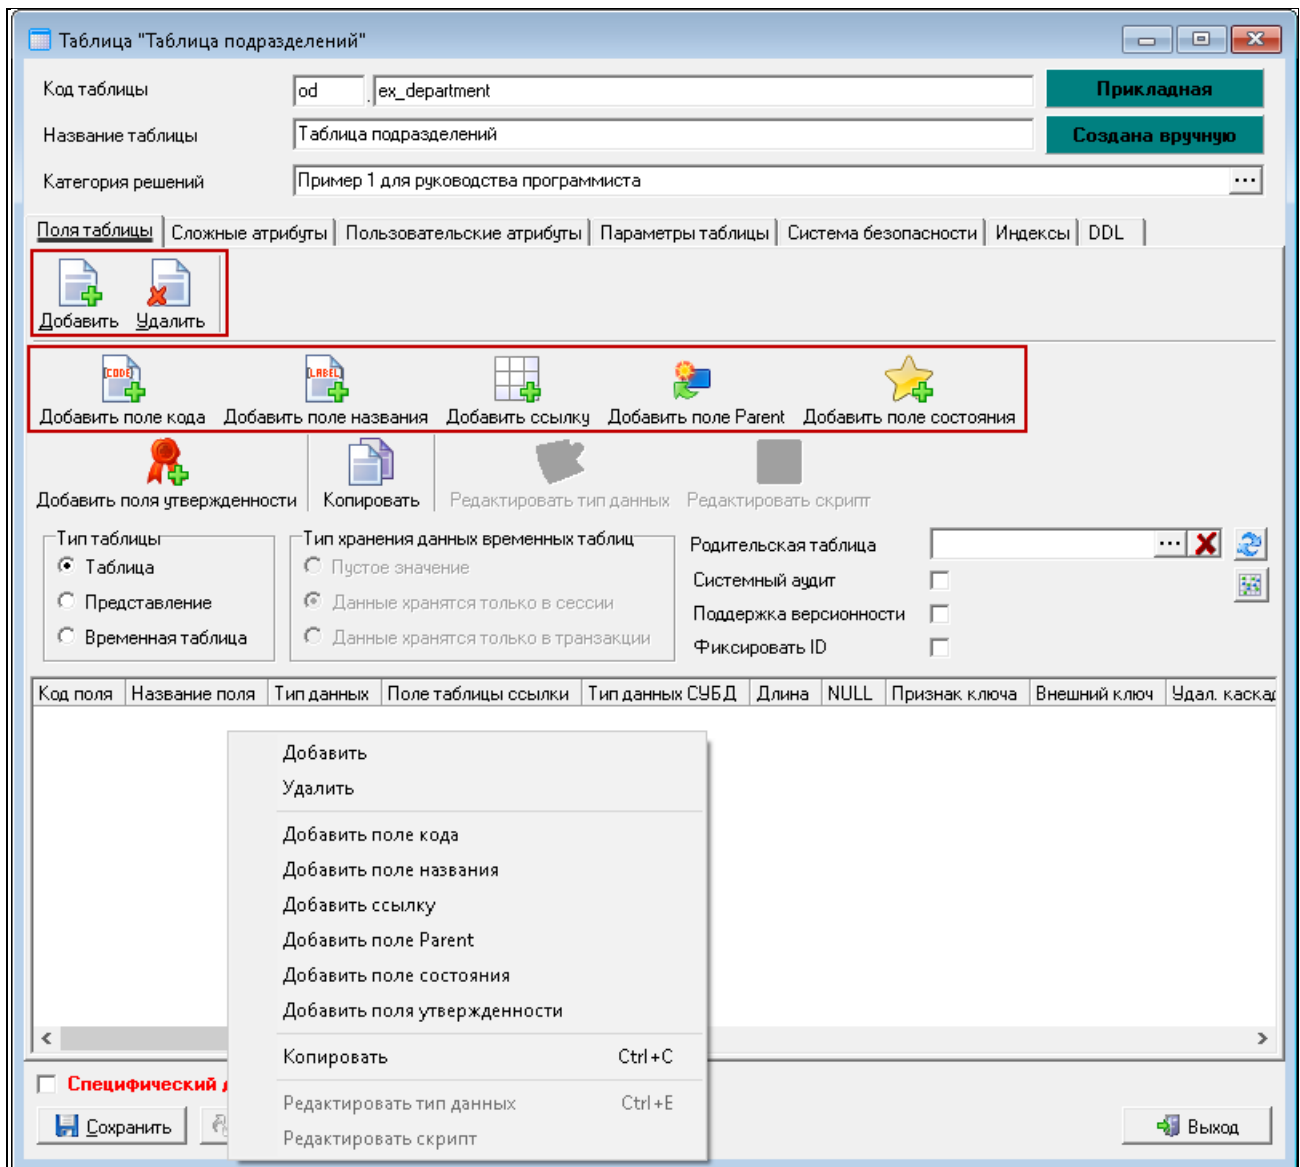 Таблица "Таблица подразделений"
Код таблицы od . ex_department Прикладная
Название таблицы Таблица подразделений Создана вручную
Категория решений Пример 1 для руководства программиста ...
Поля таблицы Сложные атрибуты Пользовательские атрибуты Параметры таблицы Система безопасности Индексы DDL
Добавить Удалить
[CODE] [LABEL]
Добавить поле кода Добавить поле названия Добавить ссылку Добавить поле Parent Добавить поле состояния
Добавить поля утвержденности Копировать Редактировать тип данных Редактировать скрипт
Тип таблицы Тип хранения данных временных таблиц Родительская таблица ...
Таблица Пустое значение Системный аудит
Представление Данные хранятся только в сессии Поддержка версионности
Временная таблица Данные хранятся только в транзакции Фиксировать ID
Код поля Название поля Тип данных Поле таблицы ссылки Тип данных СУБД Длина NULL Признак ключа Внешний ключ Удал. каскад
Добавить
Удалить
Добавить поле кода
Добавить поле названия
Добавить ссылку
Добавить поле Parent
Добавить поле состояния
Добавить поля утвержденности
Копировать Ctrl+C
Редактировать тип данных Ctrl+E
Редактировать скрипт
Специфический
Сохранить Выход